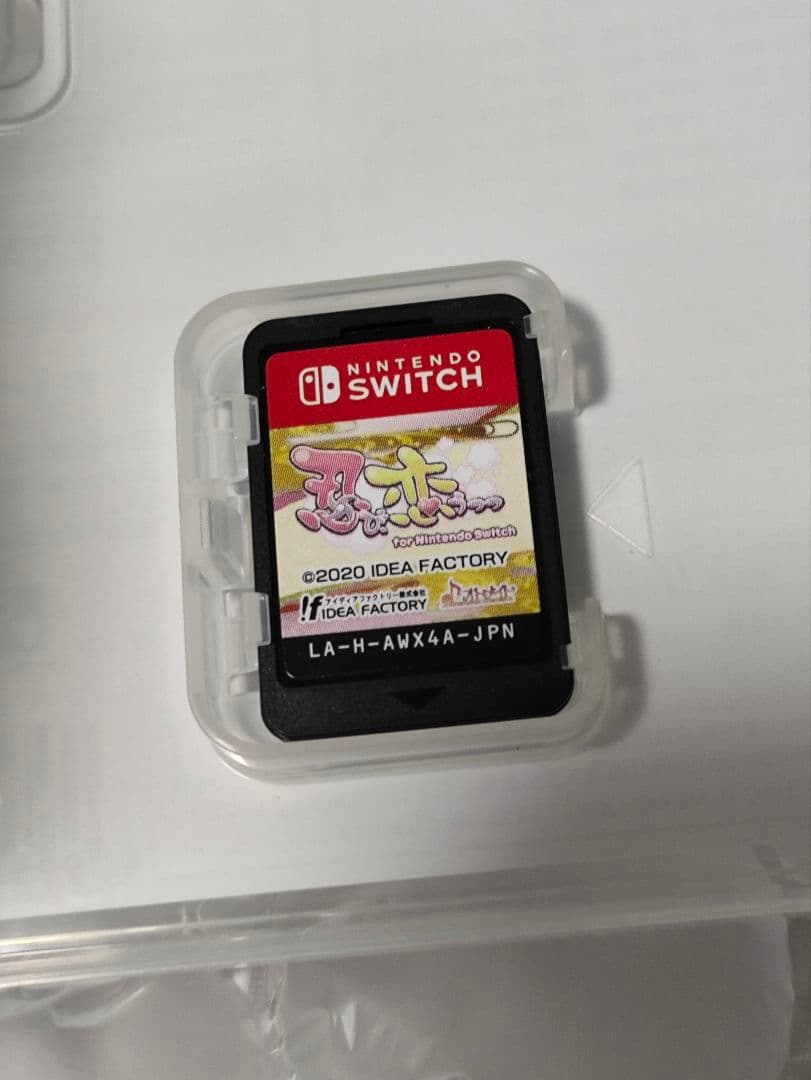 NINTENDO
SWITCH
忍び、恋うつつ
for Nintendo Switch
©2020 IDEA FACTORY
アイディアファクトリー株式会社
IDEA FACTORY
LA-H-AWX4A-JPN